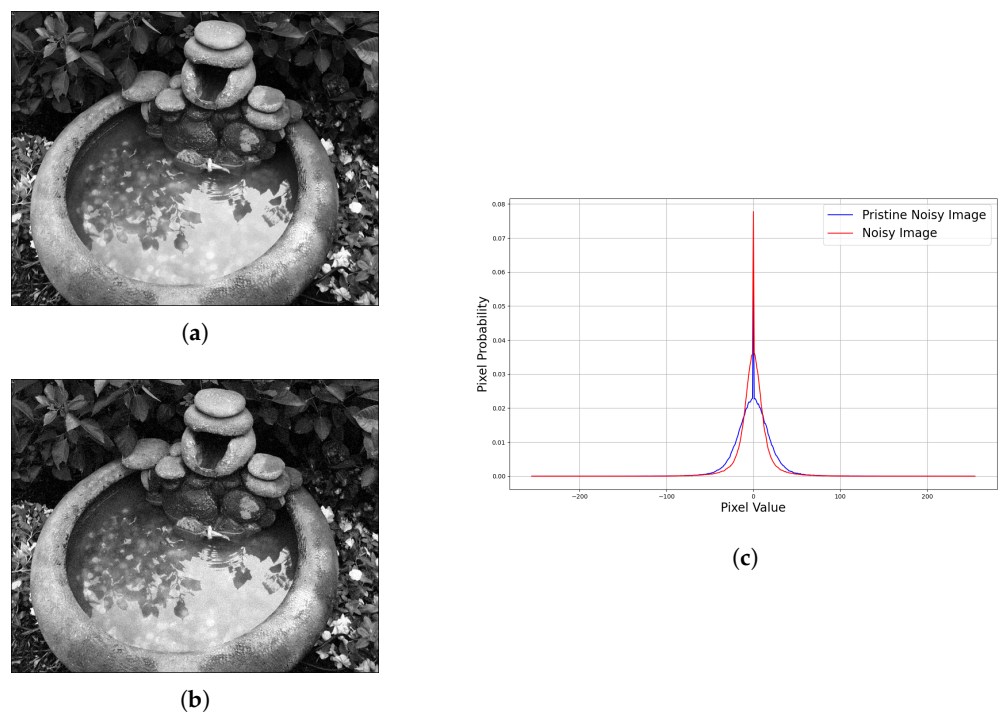 (a)
(b)
0.08
0.07
0.06
0.05
0.04
0.03
0.02
0.01
0.00
Pixel Probability
Pristine Noisy Image
Noisy Image
−200
−100
0
100
200
Pixel Value
(c)